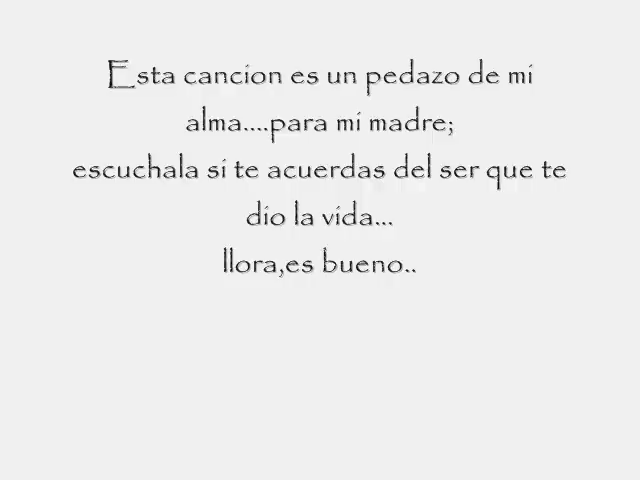 Esta cancion es un pedazo de mi
alma....para mi madre;
escuchala si te acuerdas del ser que te
dio la vida...
llora,es bueno..